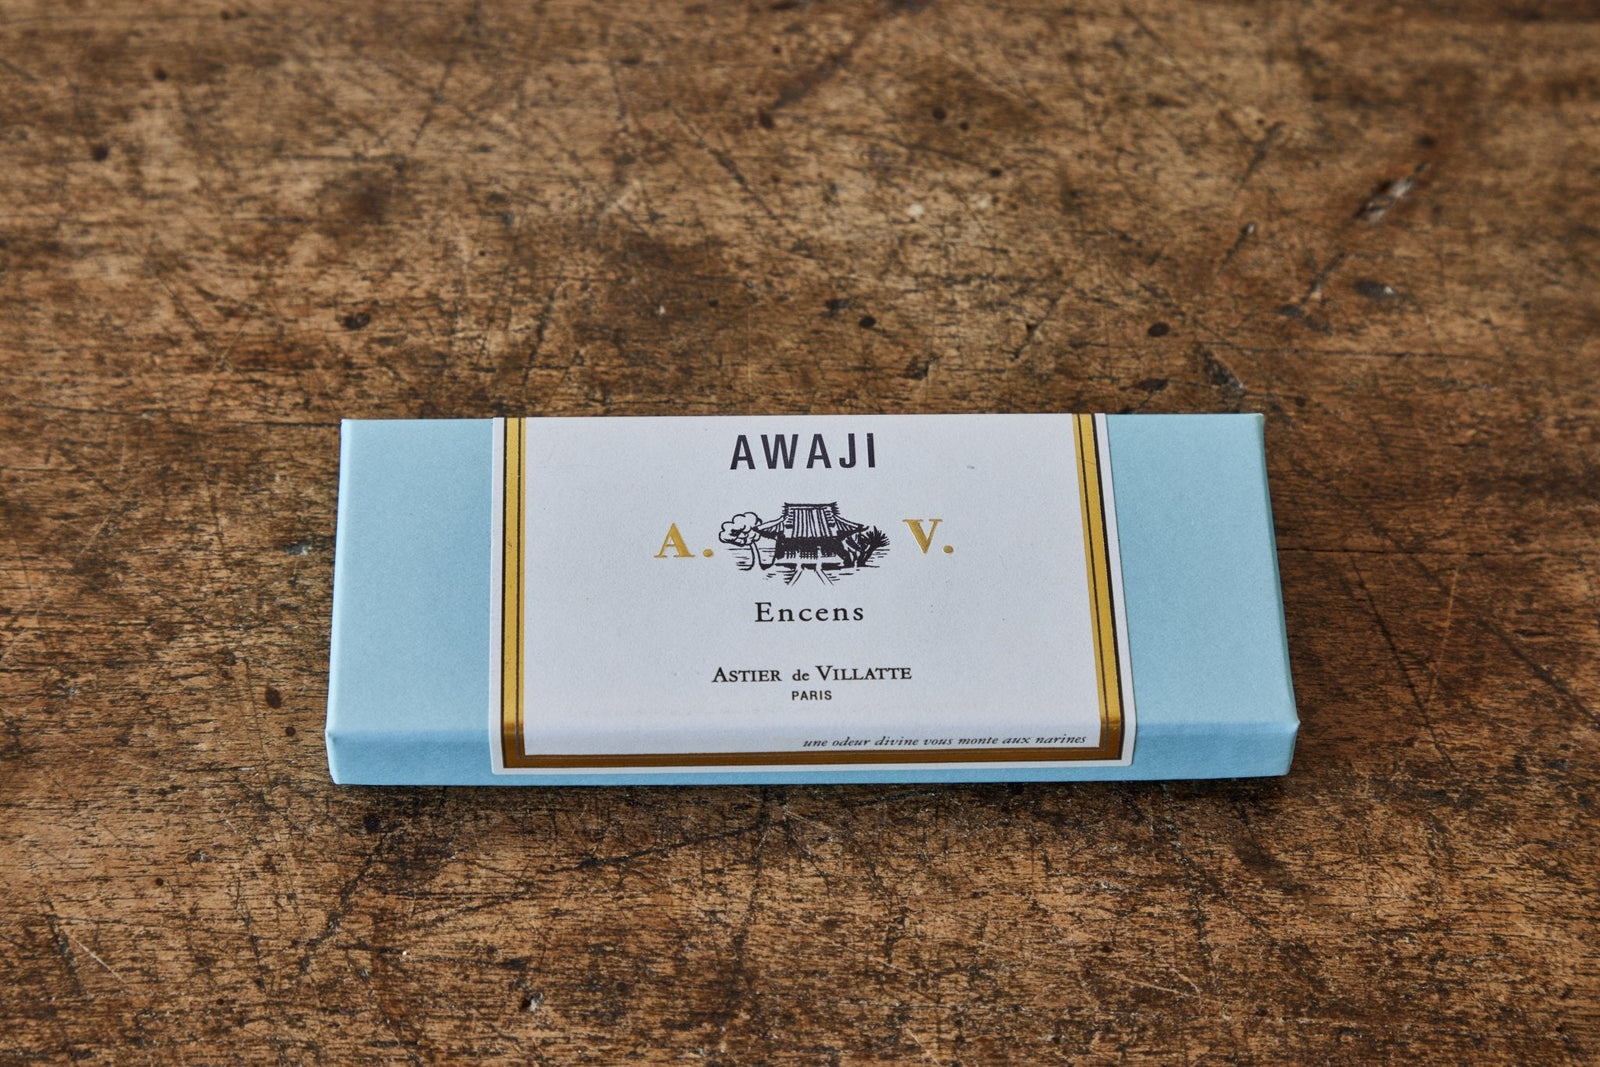 AWAJI
A. V.
Encens
ASTIER de VILLATTE
PARIS
une odeur divine vous monte aux narines